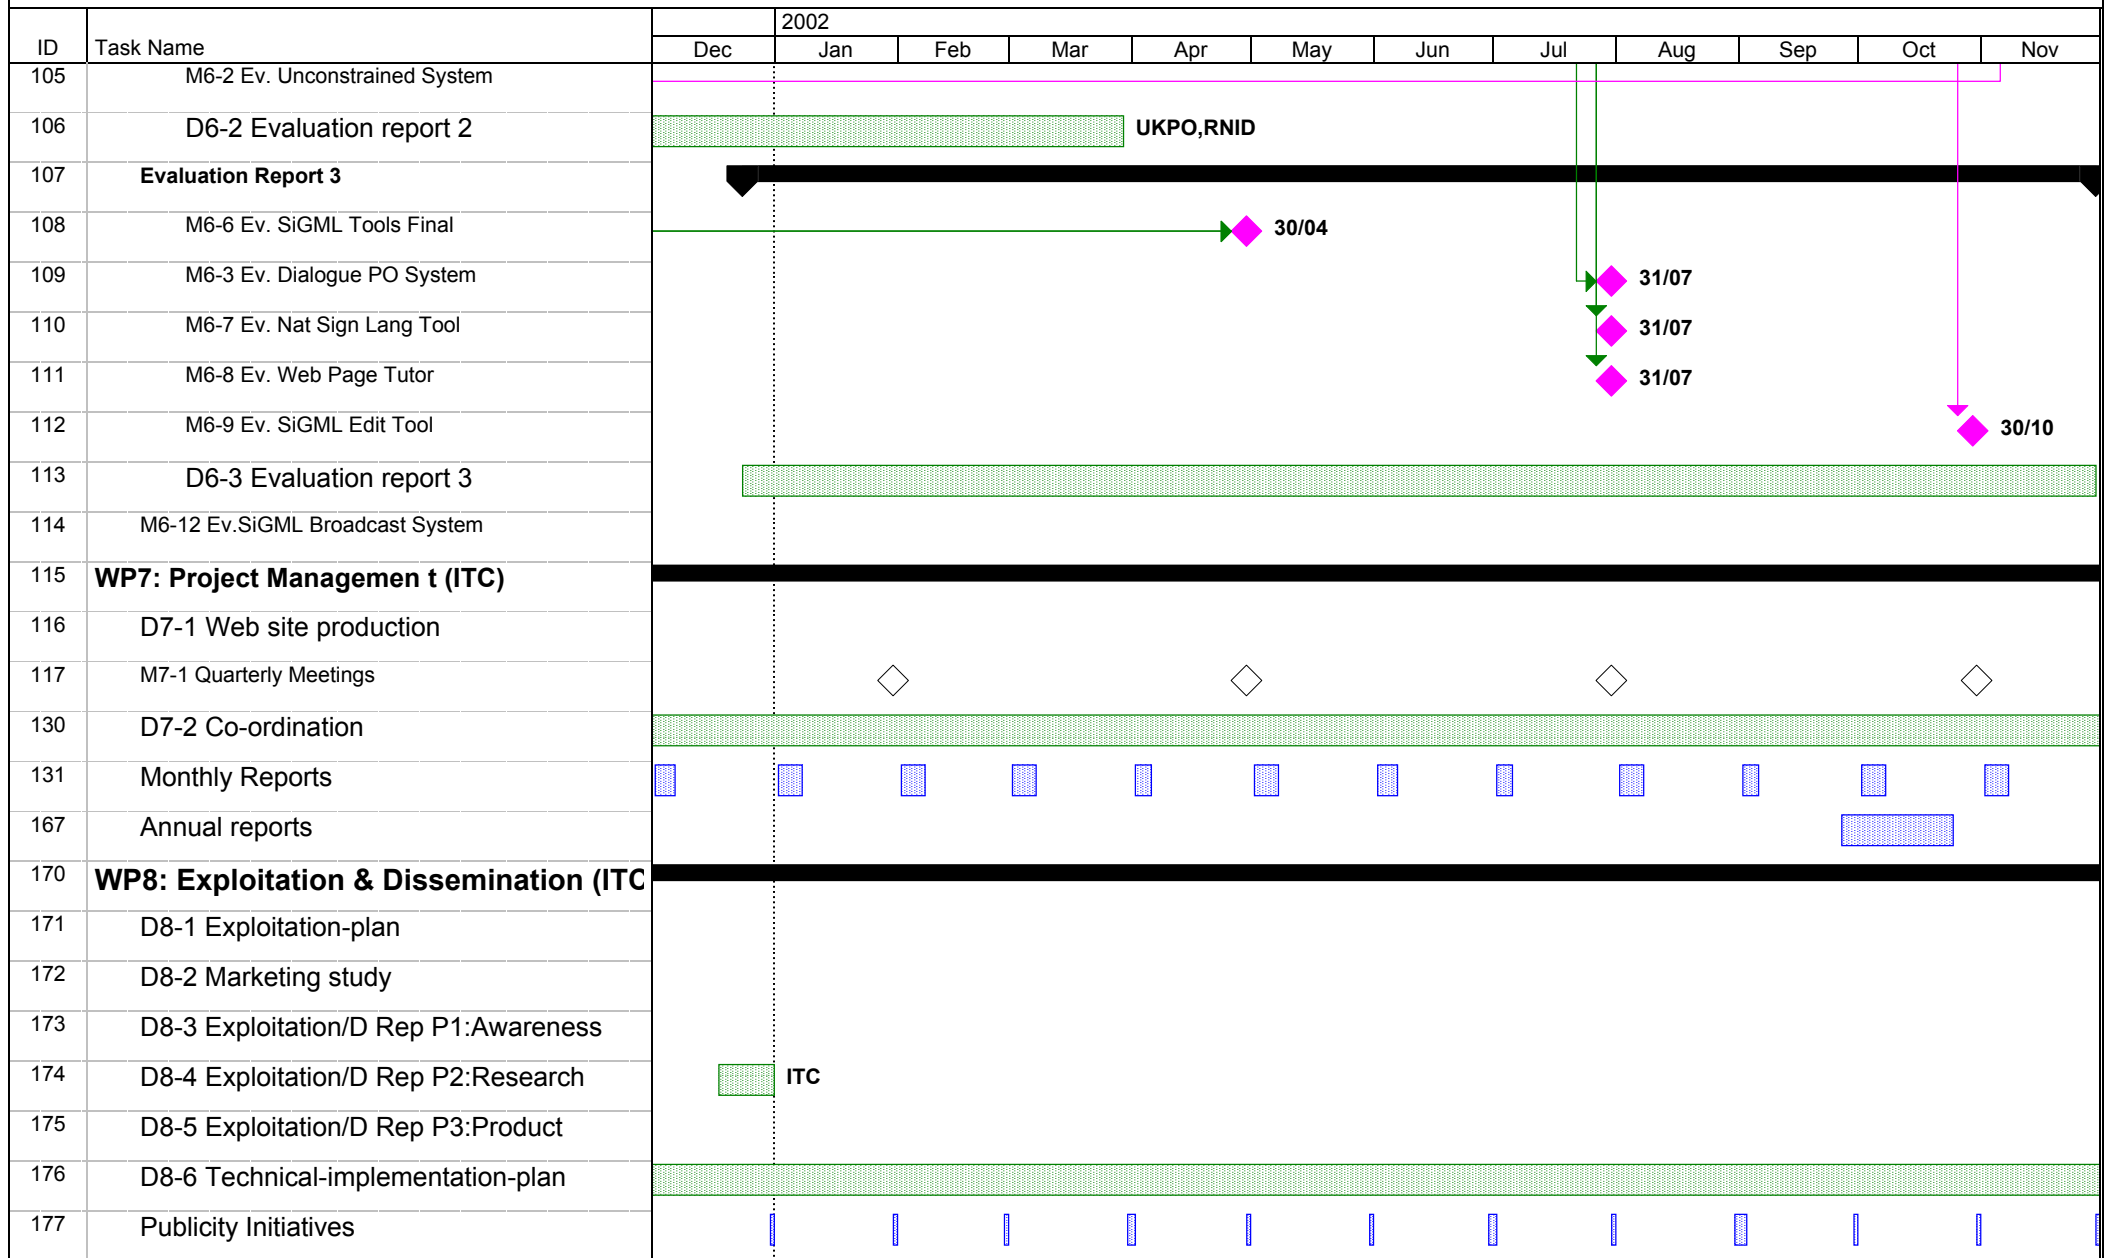 2002
ID Task Name Dec Jan Feb Mar Apr May Jun Jul Aug Sep Oct Nov
105 M6-2 Ev. Unconstrained System
106 D6-2 Evaluation report 2 UKPO,RNID
107 Evaluation Report 3
108 M6-6 Ev. SiGML Tools Final 30/04
109 M6-3 Ev. Dialogue PO System 31/07
110 M6-7 Ev. Nat Sign Lang Tool 31/07
111 M6-8 Ev. Web Page Tutor 31/07
112 M6-9 Ev. SiGML Edit Tool 30/10
113 D6-3 Evaluation report 3
114 M6-12 Ev.SiGML Broadcast System
115 WP7: Project Managemen t (ITC)
116 D7-1 Web site production
117 M7-1 Quarterly Meetings
130 D7-2 Co-ordination
131 Monthly Reports
167 Annual reports
170 WP8: Exploitation & Dissemination (ITC
171 D8-1 Exploitation-plan
172 D8-2 Marketing study
173 D8-3 Exploitation/D Rep P1:Awareness
174 D8-4 Exploitation/D Rep P2:Research ITC
175 D8-5 Exploitation/D Rep P3:Product
176 D8-6 Technical-implementation-plan
177 Publicity Initiatives